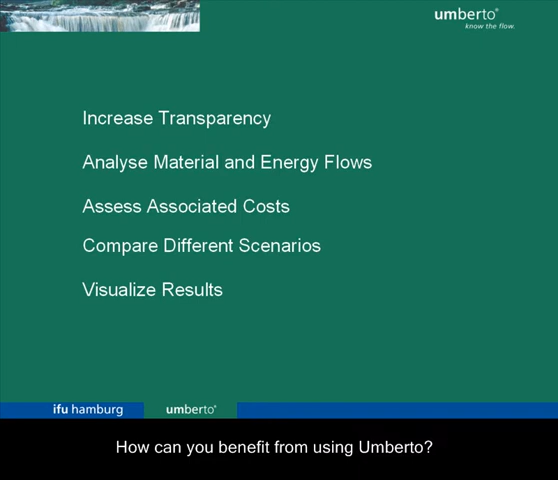 umberto®
know the flow.
Increase Transparency
Analyse Material and Energy Flows
Assess Associated Costs
Compare Different Scenarios
Visualize Results
ifu hamburg umberto®
How can you benefit from using Umberto?